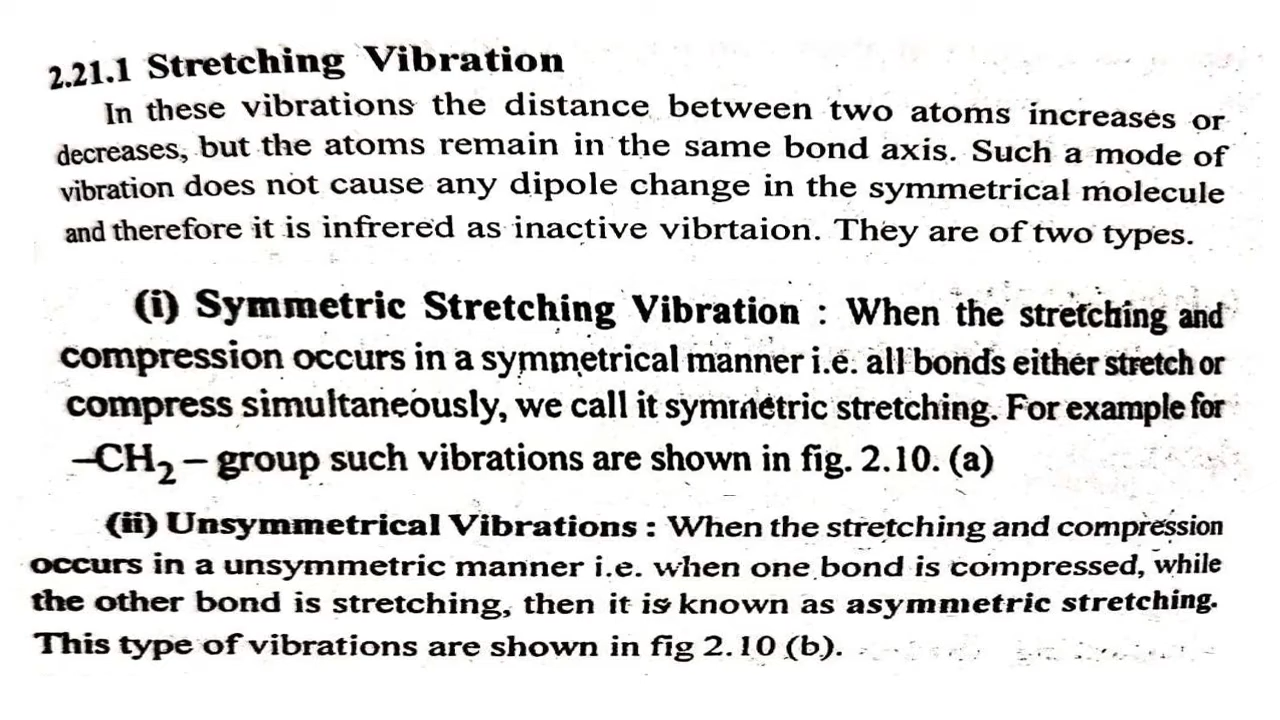 2.21.1 Stretching Vibration
In these vibrations the distance between two atoms increases or
decreases, but the atoms remain in the same bond axis. Such a mode of
vibration does not cause any dipole change in the symmetrical molecule
and therefore it is infrered as inactive vibrtaion. They are of two types.
(i) Symmetric Stretching Vibration : When the stretching and
compression occurs in a symmetrical manner i.e. all bonds either stretch or
compress simultaneously, we call it symmetric stretching. For example for
–CH₂ – group such vibrations are shown in fig. 2.10. (a)
(ii) Unsymmetrical Vibrations : When the stretching and compression
occurs in a unsymmetric manner i.e. when one bond is compressed, while
the other bond is stretching, then it is known as asymmetric stretching.
This type of vibrations are shown in fig 2.10 (b).